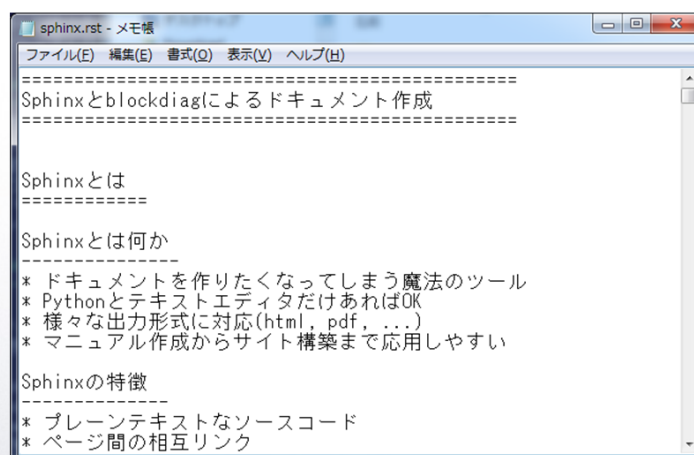 sphinx.rst - メモ帳
ファイル(F) 編集(E) 書式(O) 表示(V) ヘルプ(H)
===============================================
Sphinxとblockdiagによるドキュメント作成
===============================================
Sphinxとは
============
Sphinxとは何か
---------------
* ドキュメントを作りたくなってしまう魔法のツール
* PythonとテキストエディタだけあればOK
* 様々な出力形式に対応(html, pdf, ...)
* マニュアル作成からサイト構築まで応用しやすい
Sphinxの特徴
--------------
* プレーンテキストなソースコード
* ページ間の相互リンク